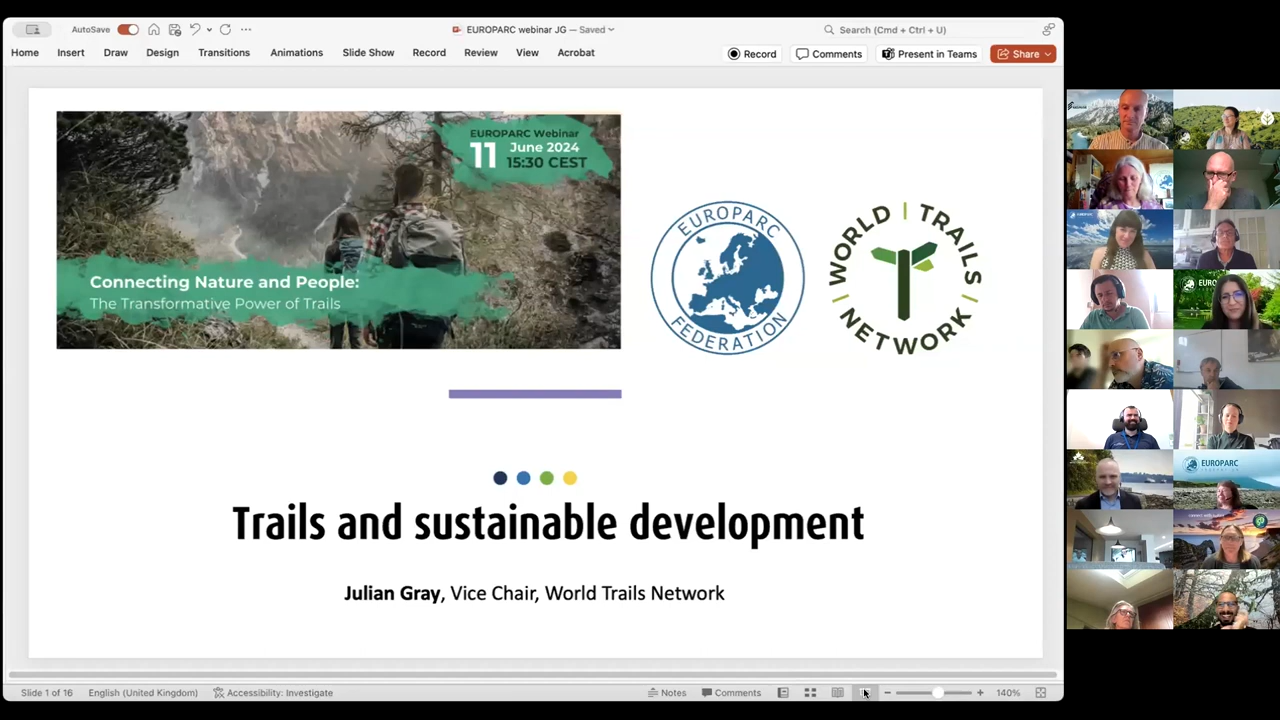 AutoSave
EUROPARC webinar JG — Saved
Search (Cmd + Ctrl + U)
Home Insert Draw Design Transitions Animations Slide Show Record Review View Acrobat
Record Comments Present in Teams Share
EUROPARC Webinar
11 June 2024
15:30 CEST
Connecting Nature and People:
The Transformative Power of Trails
EUROPARC
FEDERATION
WORLD | TRAILS
NETWORK
Trails and sustainable development
Julian Gray, Vice Chair, World Trails Network
Slide 1 of 16 English (United Kingdom) Accessibility: Investigate
Notes Comments 140%
EUROPARC